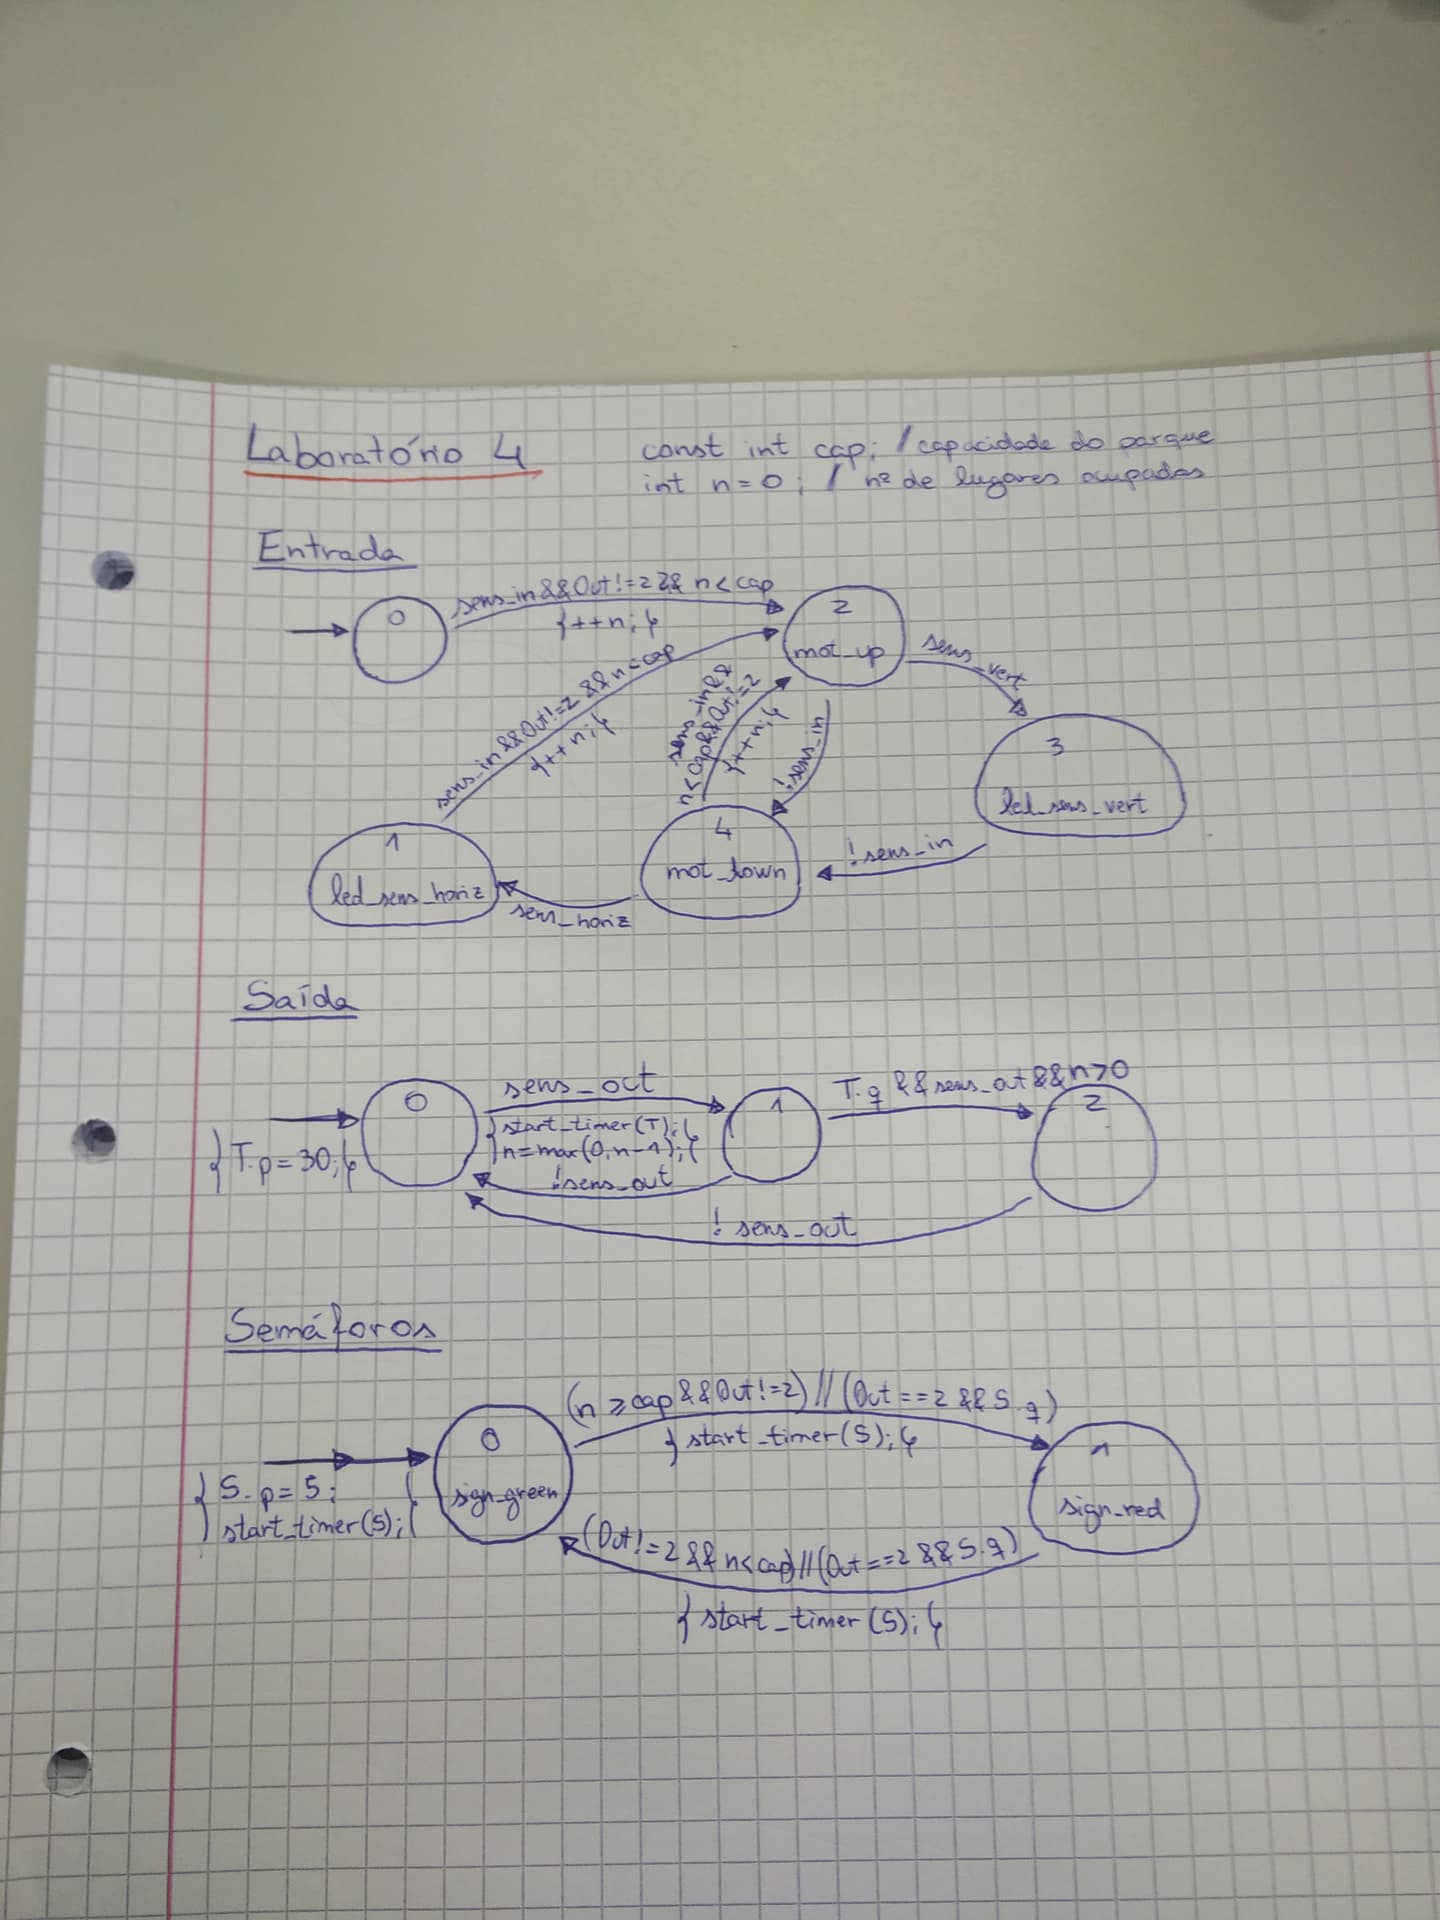 Laboratório 4
const int cap; / capacidade do parque
int n=0; / nº de lugares ocupados
Entrada
0
sens_in&&Out!=2 && n<cap
{++n;}
2
mot_up
sens_vert
3
led_sens_vert
sens_in&&Out!=2 && n<cap
{++n;}
sens_in&&
n<cap&&Out!=2
{++n;}
!sens_in
4
mot_down
!sens_in
1
led_sens_horiz
sens_horiz
Saída
{T.p=30;}
0
sens_out
{start_timer(T);}
{n=max(0,n-1);}
!sens_out
1
T.q &&sens_out&&n>0
2
! sens_out
Semáforos
{S.p=5;
start_timer(S);}
0
sign_green
(n≥cap&&Out!=2)//(Out==2 && S.q)
{start_timer(S);}
1
sign_red
(Out!=2 && n<cap)//(Out==2 && S.q)
{start_timer(S);}